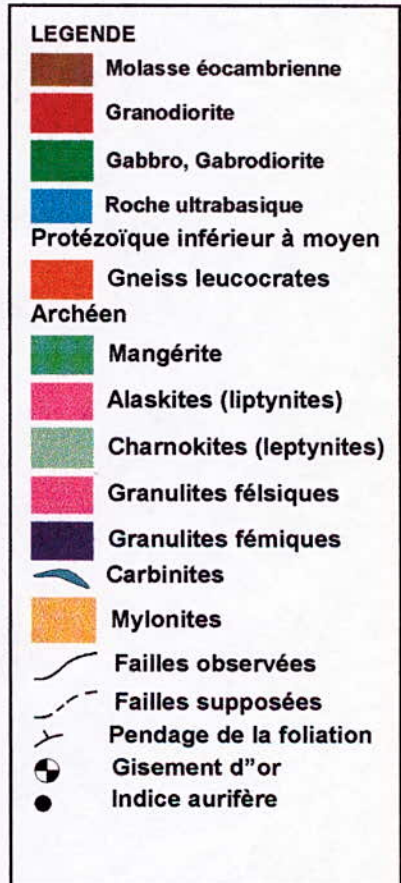 LEGENDE
Molasse éocambrienne
Granodiorite
Gabbro, Gabrodiorite
Roche ultrabasique
Protézoïque inférieur à moyen
Gneiss leucocrates
Archéen
Mangérite
Alaskites (liptynites)
Charnokites (leptynites)
Granulites félsiques
Granulites fémiques
Carbinites
Mylonites
Failles observées
Failles supposées
Pendage de la foliation
Gisement d”or
Indice aurifère